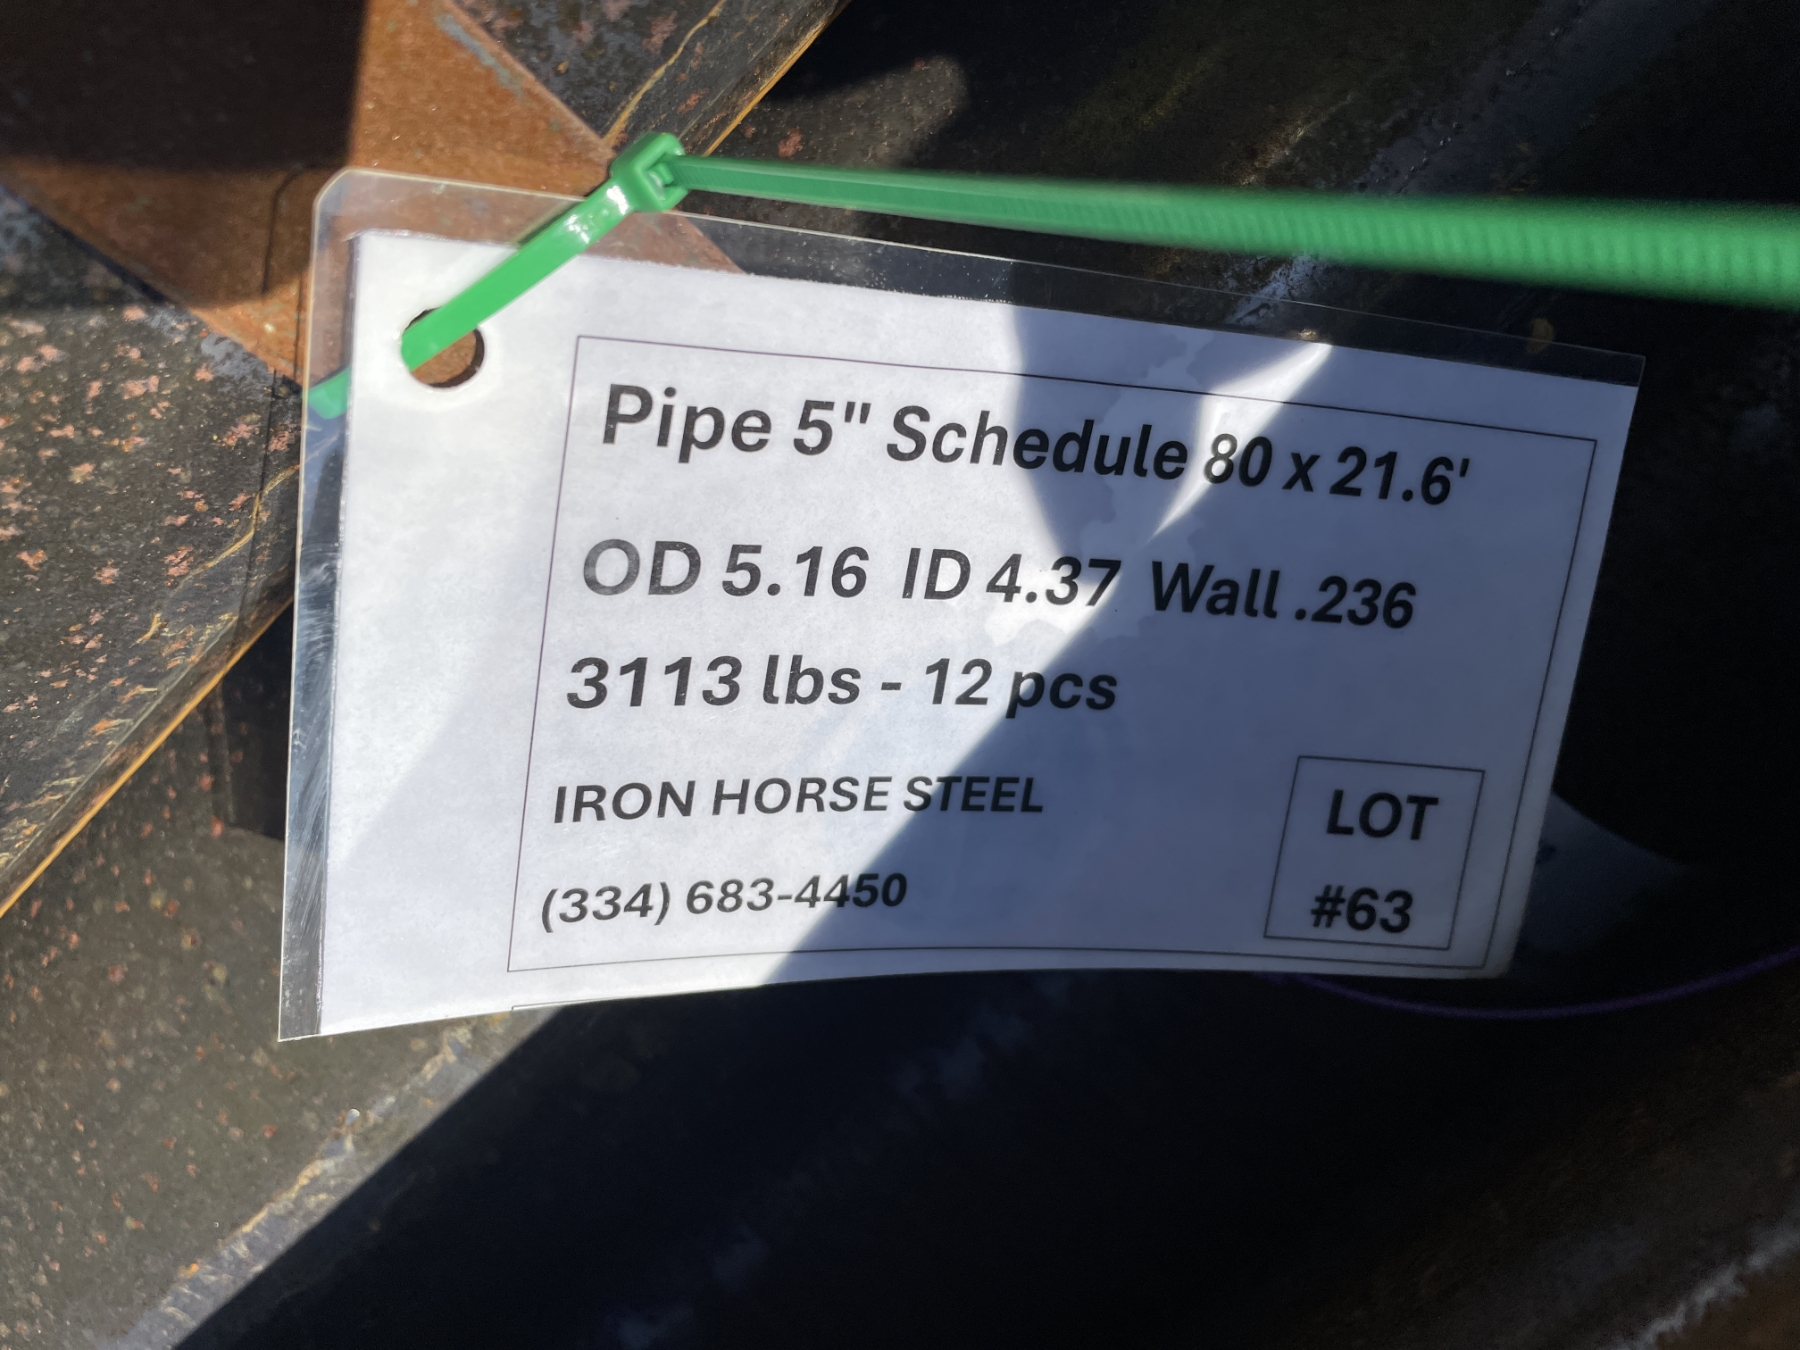 Pipe 5" Schedule 80 x 21.6'
OD 5.16 ID 4.37 Wall .236
3113 lbs - 12 pcs
IRON HORSE STEEL
(334) 683-4450
LOT
#63